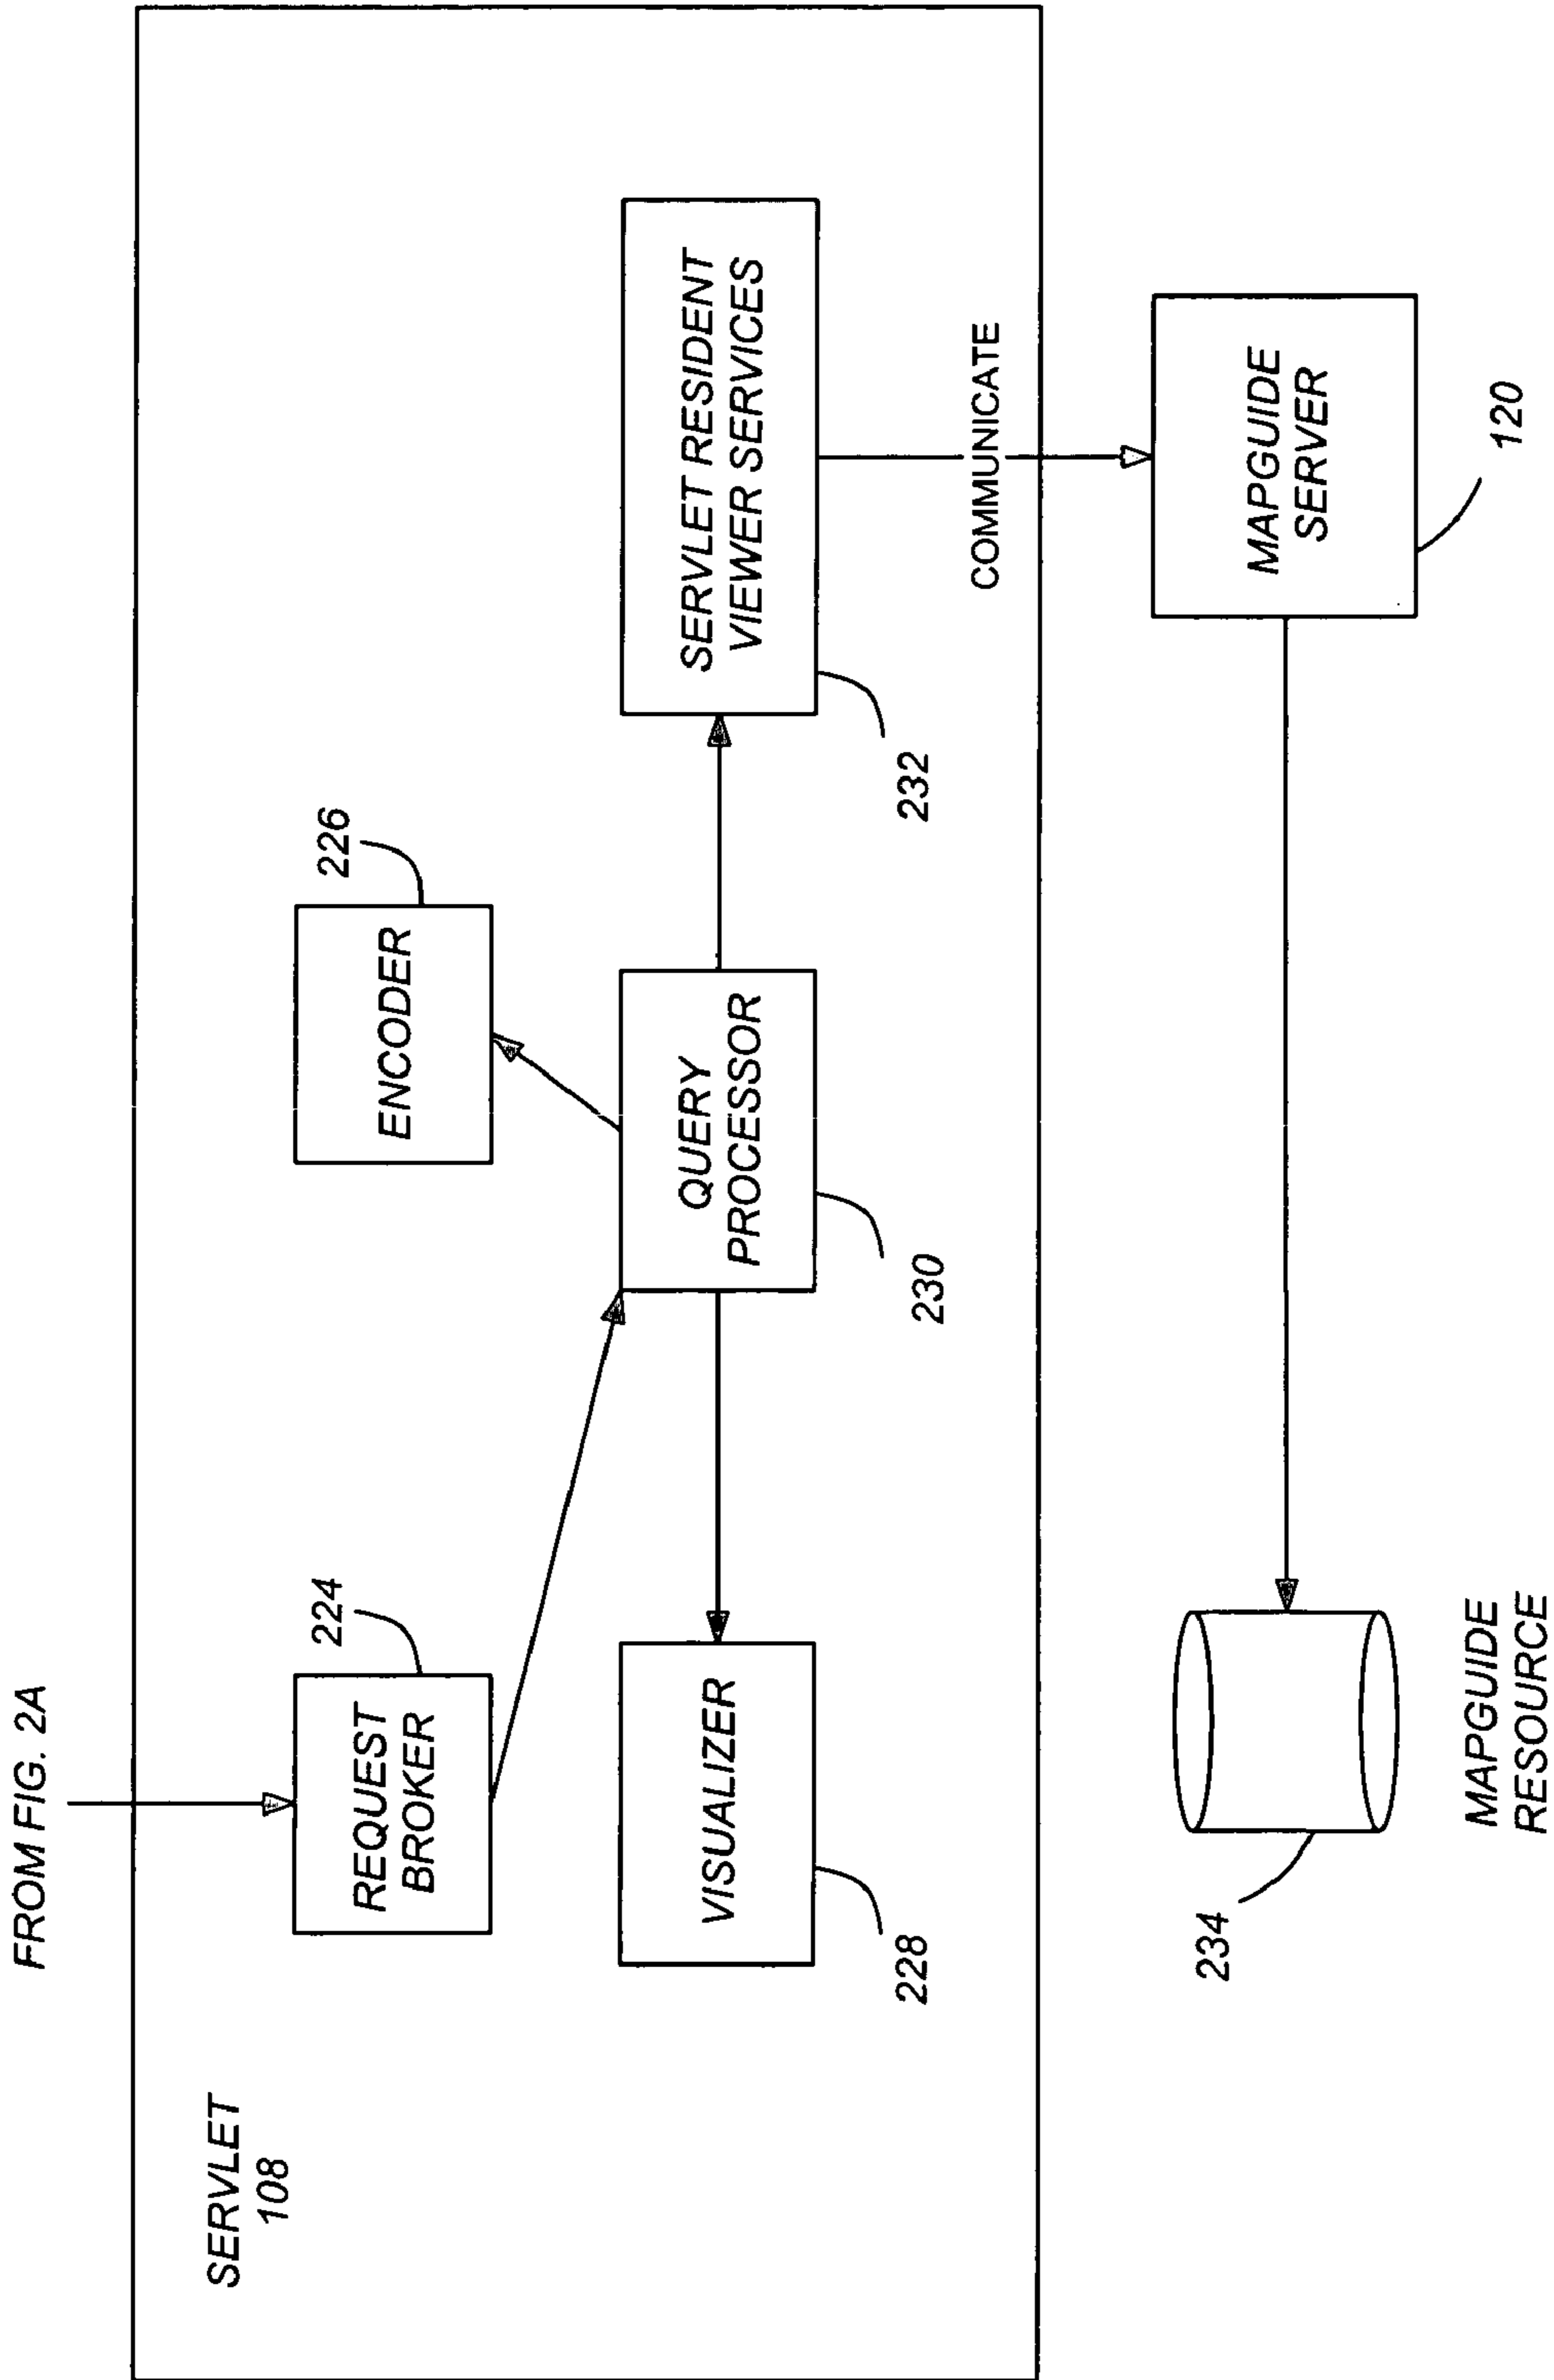 FROM FIG. 2A
SERVLET
108
REQUEST
BROKER
224
ENCODER
226
VISUALIZER
228
QUERY
PROCESSOR
230
SERVLET RESIDENT
VIEWER SERVICES
232
COMMUNICATE
234
MAPGUIDE
RESOURCE
MAPGUIDE
SERVER
120